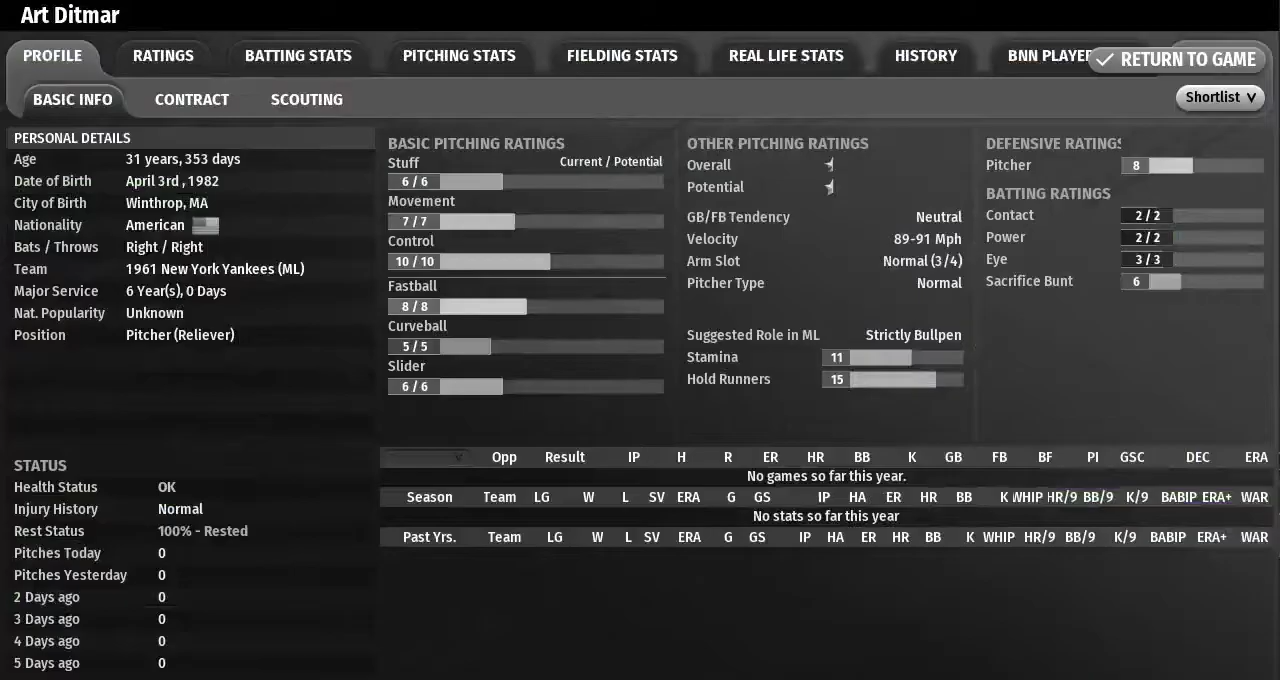 Art Ditmar
PROFILE RATINGS BATTING STATS PITCHING STATS FIELDING STATS REAL LIFE STATS HISTORY BNN PLAYE RETURN TO GAME
BASIC INFO CONTRACT SCOUTING Shortlist
PERSONAL DETAILS
Age 31 years, 353 days
Date of Birth April 3rd , 1982
City of Birth Winthrop, MA
Nationality American
Bats / Throws Right / Right
Team 1961 New York Yankees (ML)
Major Service 6 Year(s), 0 Days
Nat. Popularity Unknown
Position Pitcher (Reliever)
BASIC PITCHING RATINGS
Stuff Current / Potential
6 / 6
Movement
7 / 7
Control
10 / 10
Fastball
8 / 8
Curveball
5 / 5
Slider
6 / 6
OTHER PITCHING RATINGS
Overall
Potential
GB/FB Tendency Neutral
Velocity 89-91 Mph
Arm Slot Normal (3/4)
Pitcher Type Normal
Suggested Role in ML Strictly Bullpen
Stamina 11
Hold Runners 15
DEFENSIVE RATINGS
Pitcher 8
BATTING RATINGS
Contact 2 / 2
Power 2 / 2
Eye 3 / 3
Sacrifice Bunt 6
STATUS
Health Status OK
Injury History Normal
Rest Status 100% - Rested
Pitches Today 0
Pitches Yesterday 0
2 Days ago 0
3 Days ago 0
4 Days ago 0
5 Days ago 0
Opp Result IP H R ER HR BB K GB FB BF PI GSC DEC ERA
No games so far this year.
Season Team LG W L SV ERA G GS IP HA ER HR BB K WHIP HR/9 BB/9 K/9 BABIP ERA+ WAR
No stats so far this year
Past Yrs. Team LG W L SV ERA G GS IP HA ER HR BB K WHIP HR/9 BB/9 K/9 BABIP ERA+ WAR